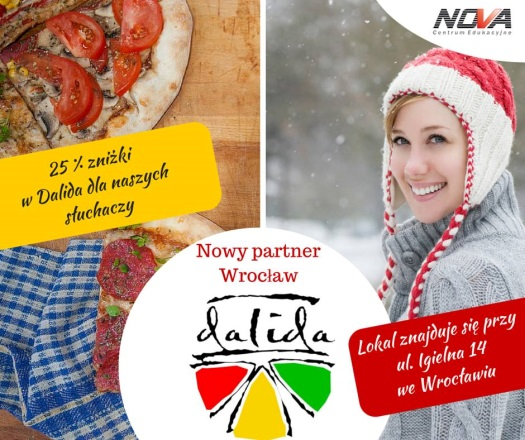 NOVA
Centrum Edukacyjne
25 % zniżki
w Dalida dla naszych
słuchaczy
Nowy partner
Wrocław
dalida
Lokal znajduje się przy
ul. Igielna 14
we Wrocławiu